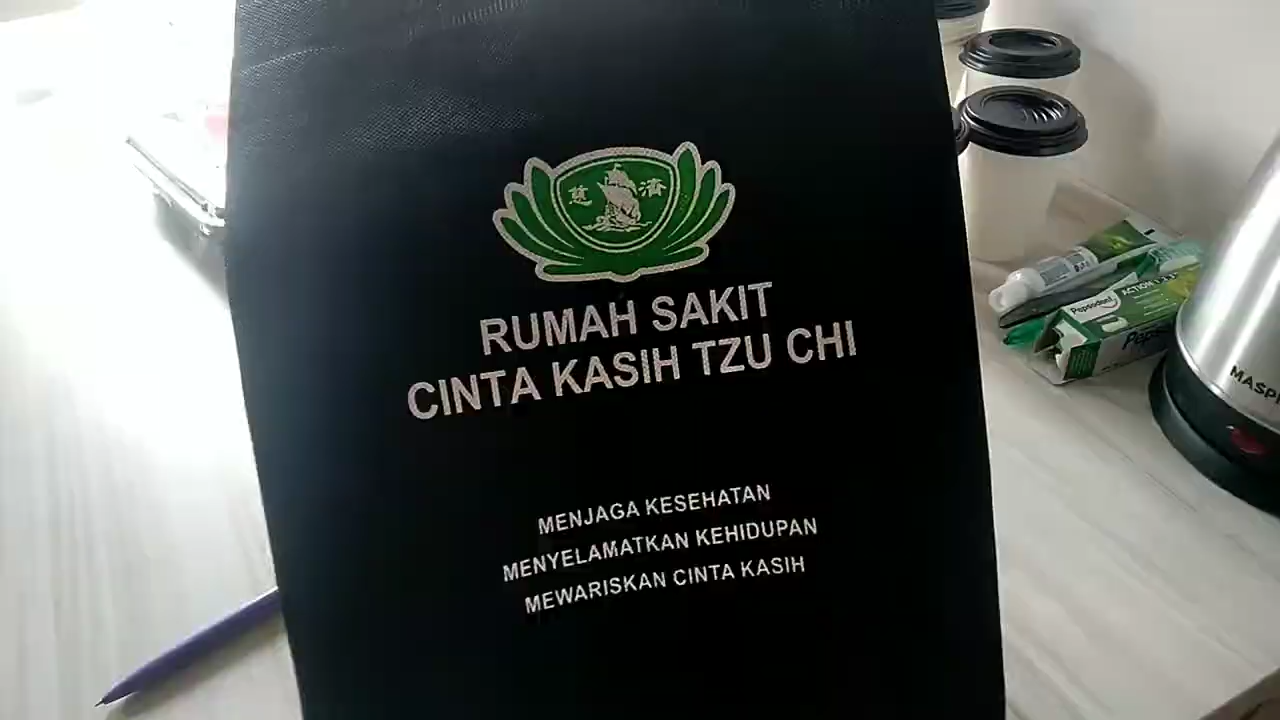 慈濟
RUMAH SAKIT
CINTA KASIH TZU CHI
MENJAGA KESEHATAN
MENYELAMATKAN KEHIDUPAN
MEWARISKAN CINTA KASIH
Pepsodent
ACTION
MASP